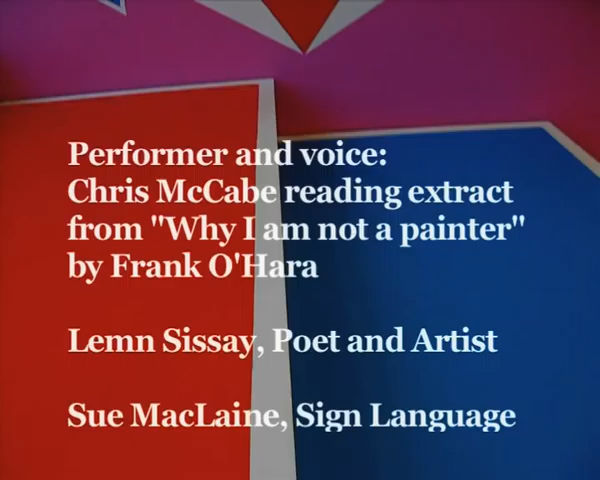 Performer and voice:
Chris McCabe reading extract
from "Why I am not a painter"
by Frank O'Hara
Lemn Sissay, Poet and Artist
Sue MacLaine, Sign Language